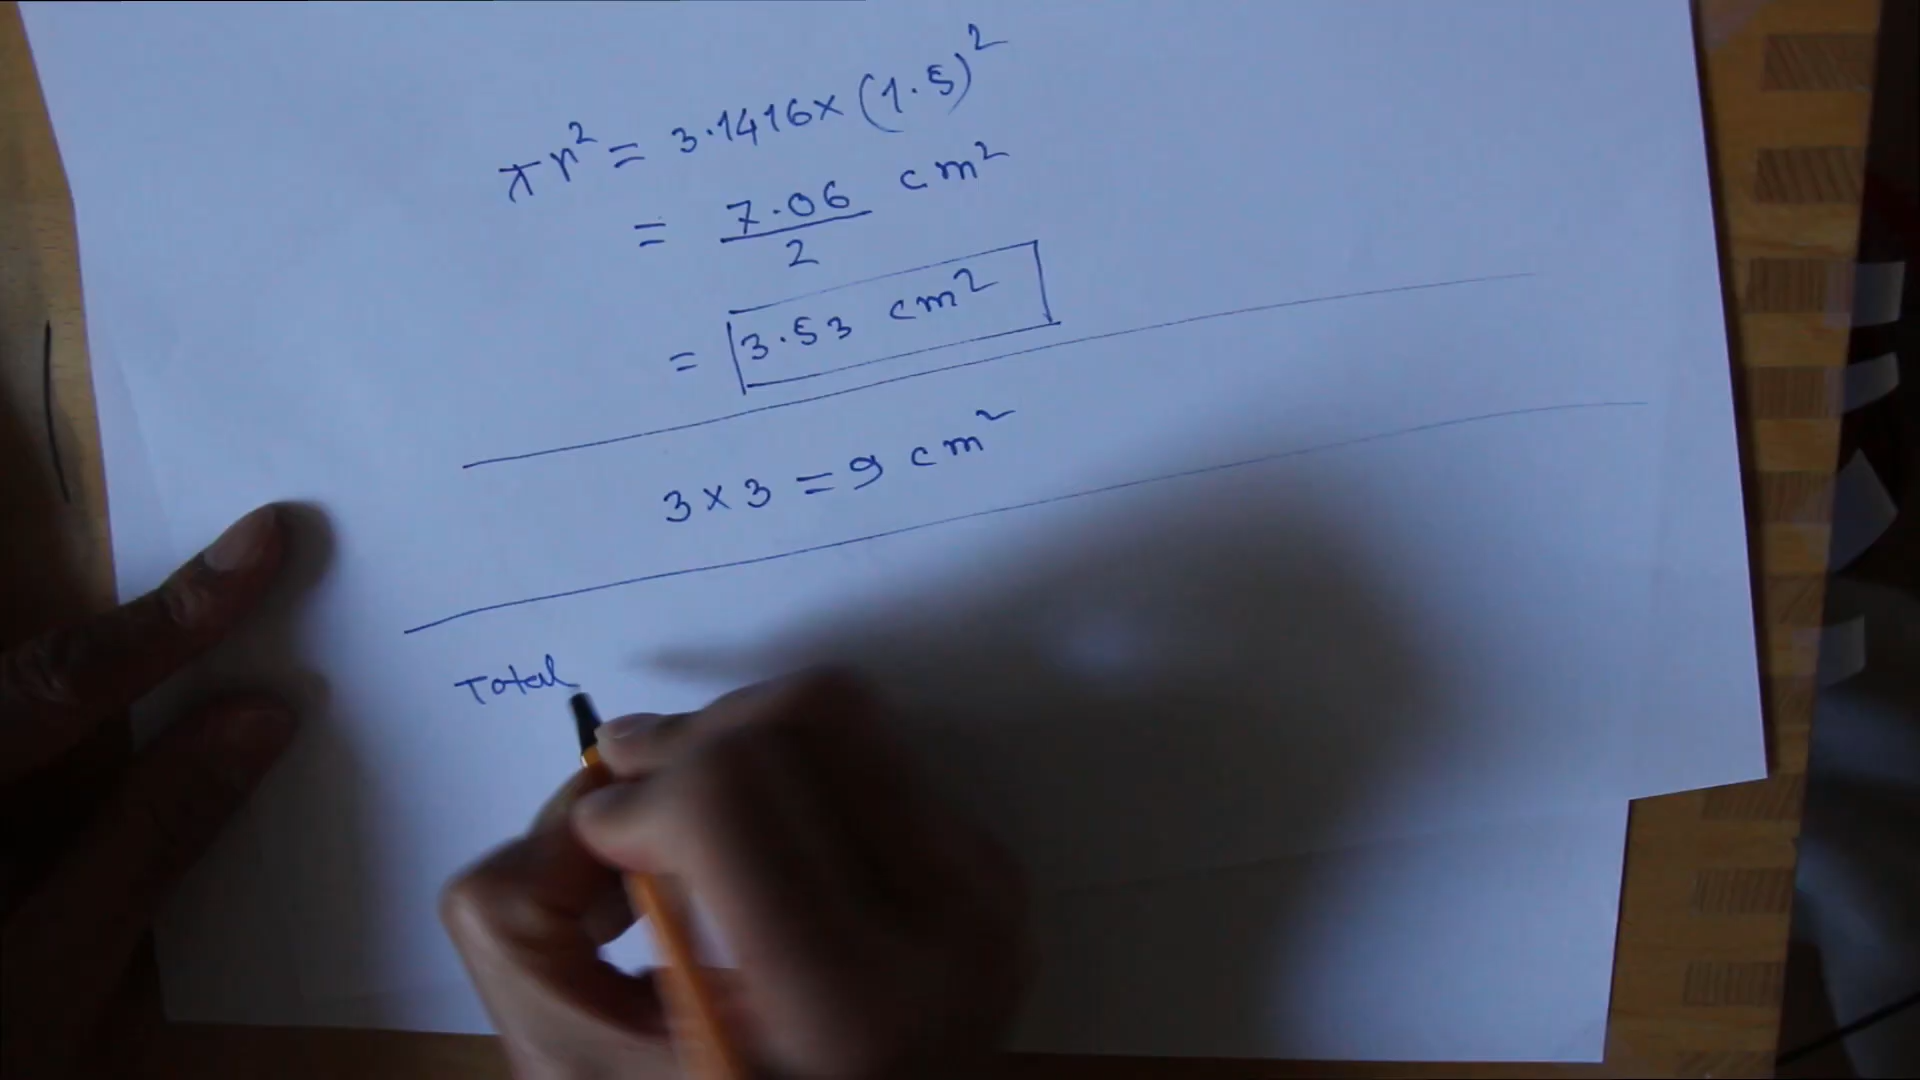 πr² = 3.1416×(1.5)²
= 7.06/2 cm²
= 3.53 cm²
3×3=9 cm²
Total